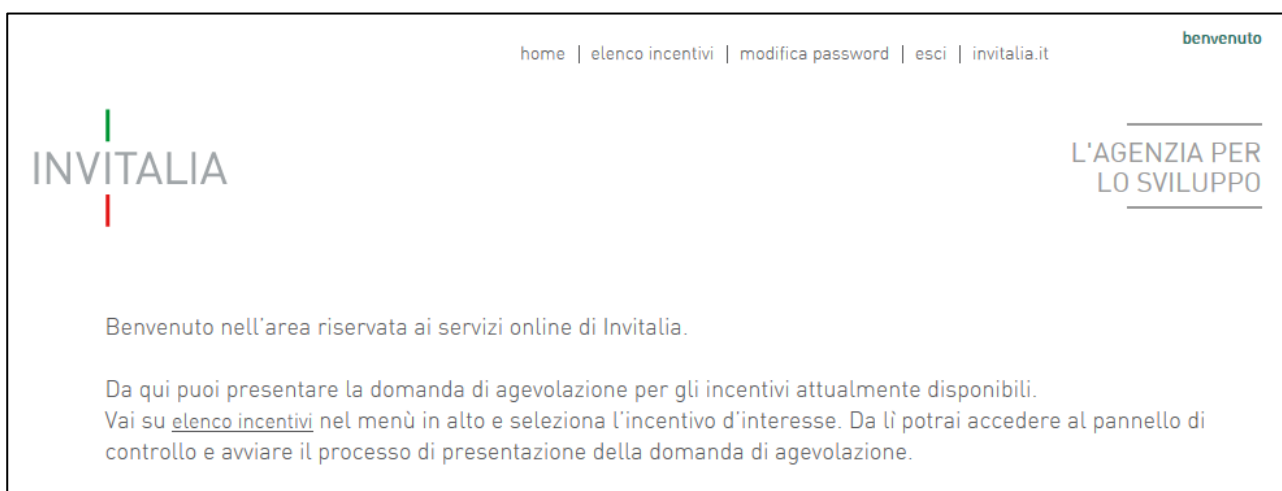 benvenuto
home | elenco incentivi | modifica password | esci | invitalia.it
INVITALIA
L'AGENZIA PER
LO SVILUPPO
Benvenuto nell'area riservata ai servizi online di Invitalia.
Da qui puoi presentare la domanda di agevolazione per gli incentivi attualmente disponibili.
Vai su elenco incentivi nel menù in alto e seleziona l'incentivo d'interesse. Da lì potrai accedere al pannello di
controllo e avviare il processo di presentazione della domanda di agevolazione.